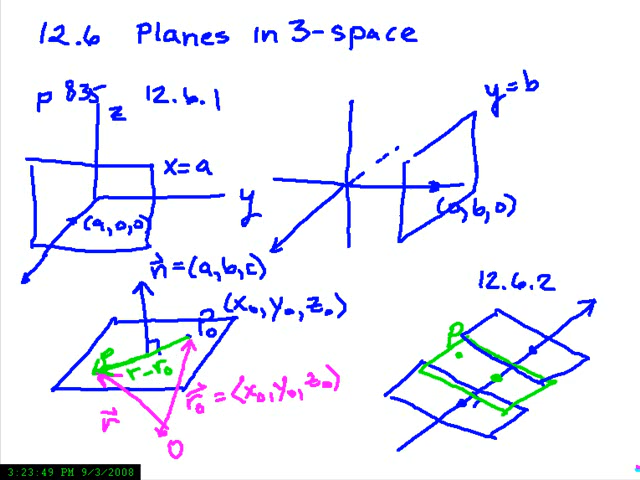 12.6 Planes in 3-space
p 835 12.6.1
z
x=a
y
(a,0,0)
y=b
(0,b,0)
n⃗=(a,b,c)
(x₀,y₀,z₀)
P₀
P
r-r₀
r⃗
r⃗₀=⟨x₀,y₀,z₀⟩
O
12.6.2
P
3:23:49 PM 9/3/2008